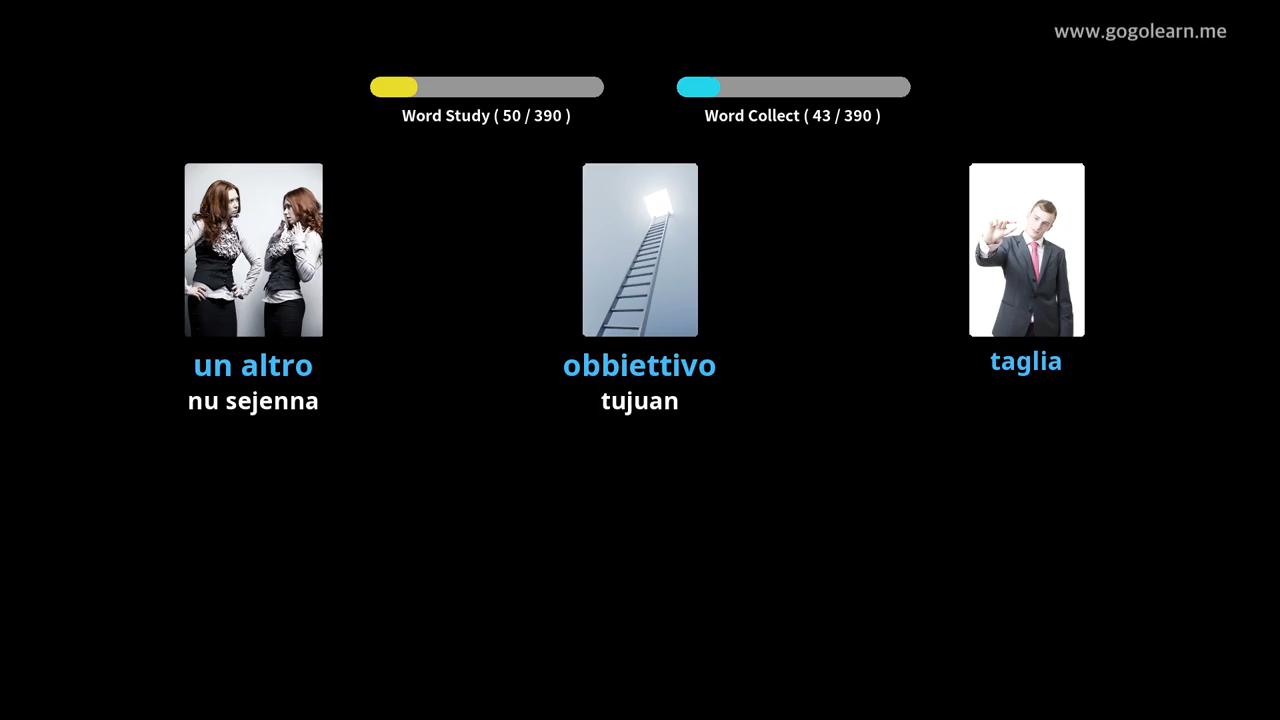 www.gogolearn.me
Word Study ( 50 / 390 )
Word Collect ( 43 / 390 )
un altro
nu sejenna
obbiettivo
tujuan
taglia